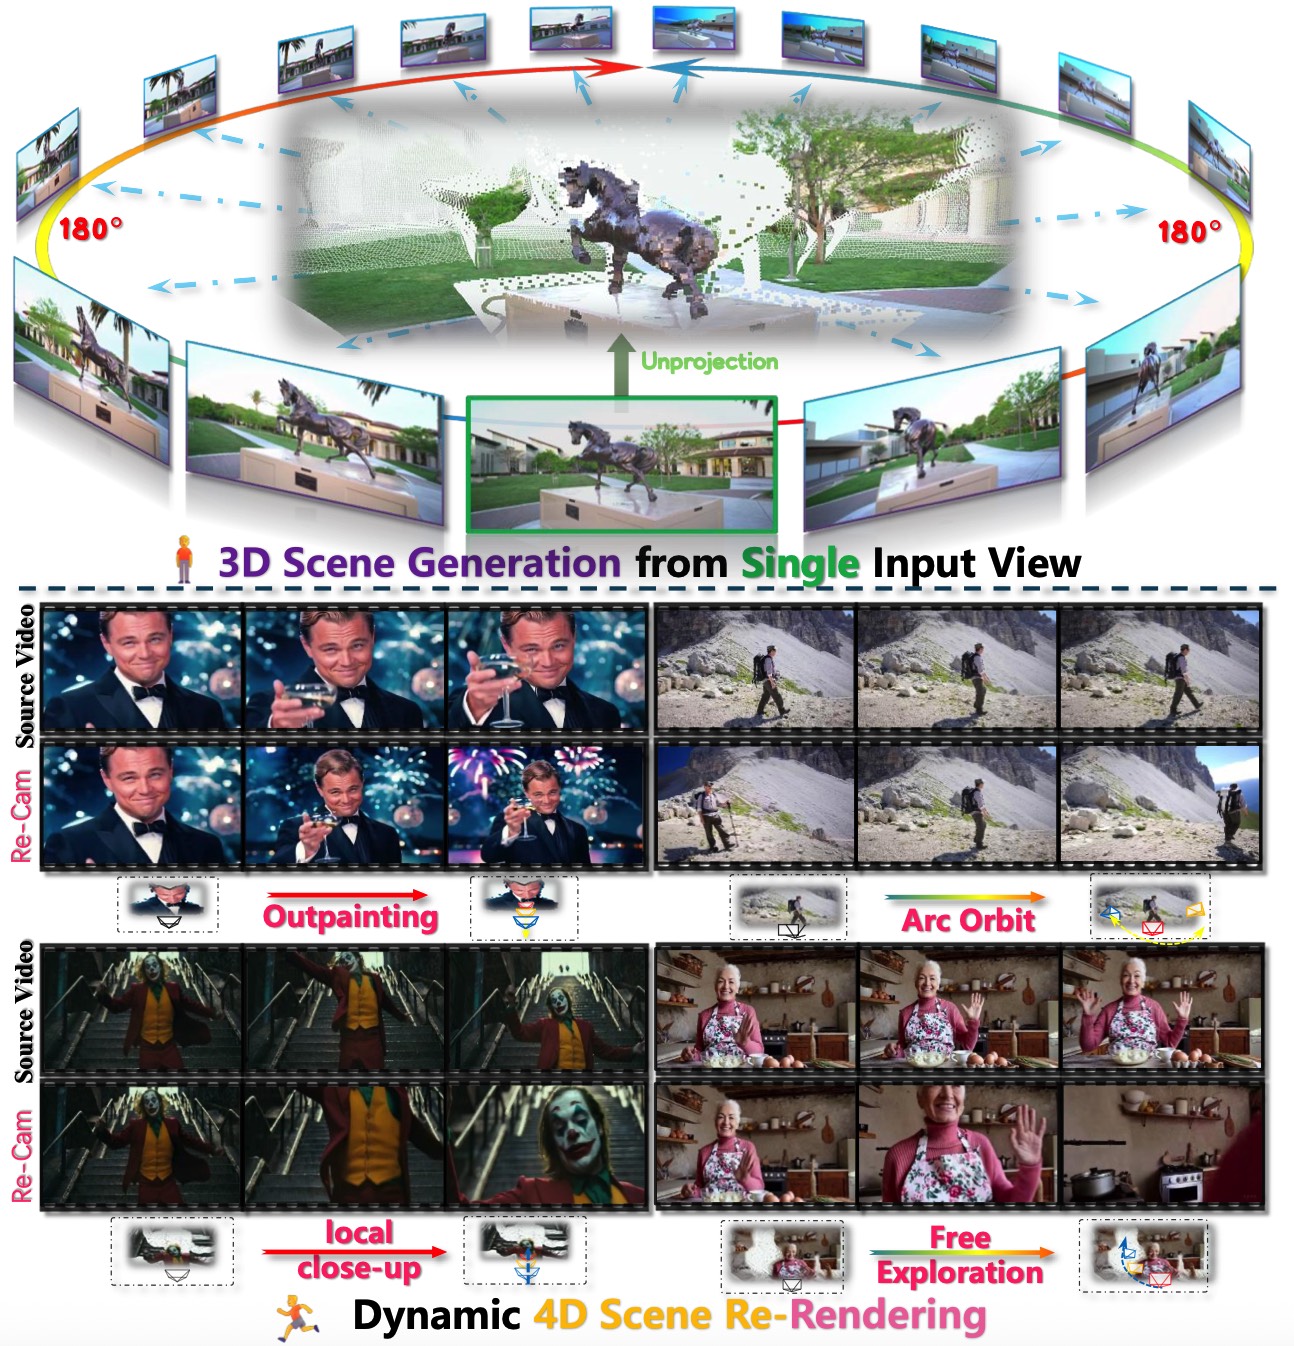 180°
180°
Unprojection
3D Scene Generation from Single Input View
Source Video
Re-Cam
Outpainting
Arc Orbit
Source Video
Re-Cam
local
close-up
Free
Exploration
Dynamic 4D Scene Re-Rendering